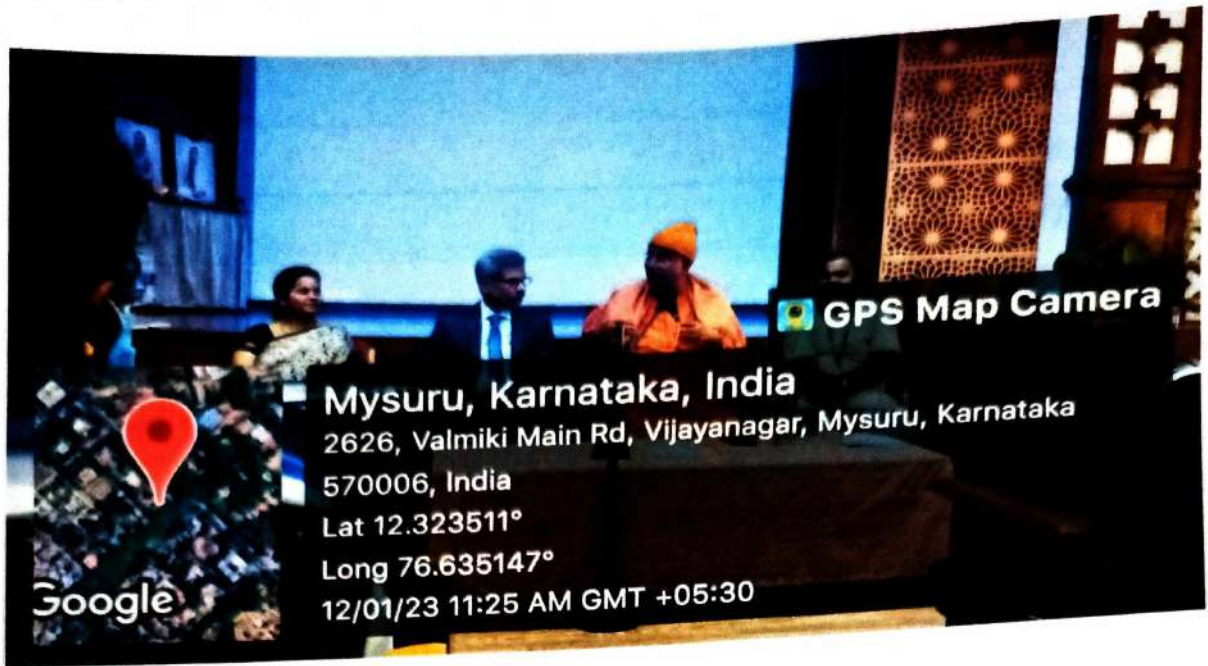 GPS Map Camera
Mysuru, Karnataka, India
2626, Valmiki Main Rd, Vijayanagar, Mysuru, Karnataka
570006, India
Lat 12.323511°
Long 76.635147°
12/01/23 11:25 AM GMT +05:30
Google